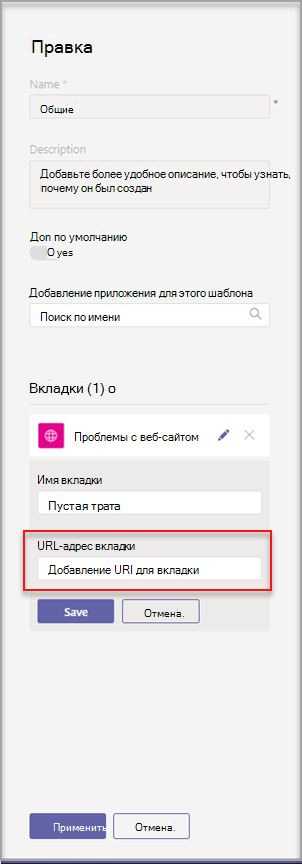 Правка
Name *
Общие
*
Description
Добавьте более удобное описание, чтобы узнать,
почему он был создан
Доп по умолчанию
O yes
Добавление приложения для этого шаблона
Поиск по имени
Вкладки (1) о
Проблемы с веб-сайтом
Имя вкладки
Пустая трата
URL-адрес вкладки
Добавление URI для вкладки
Save
Отмена.
Применить
Отмена.